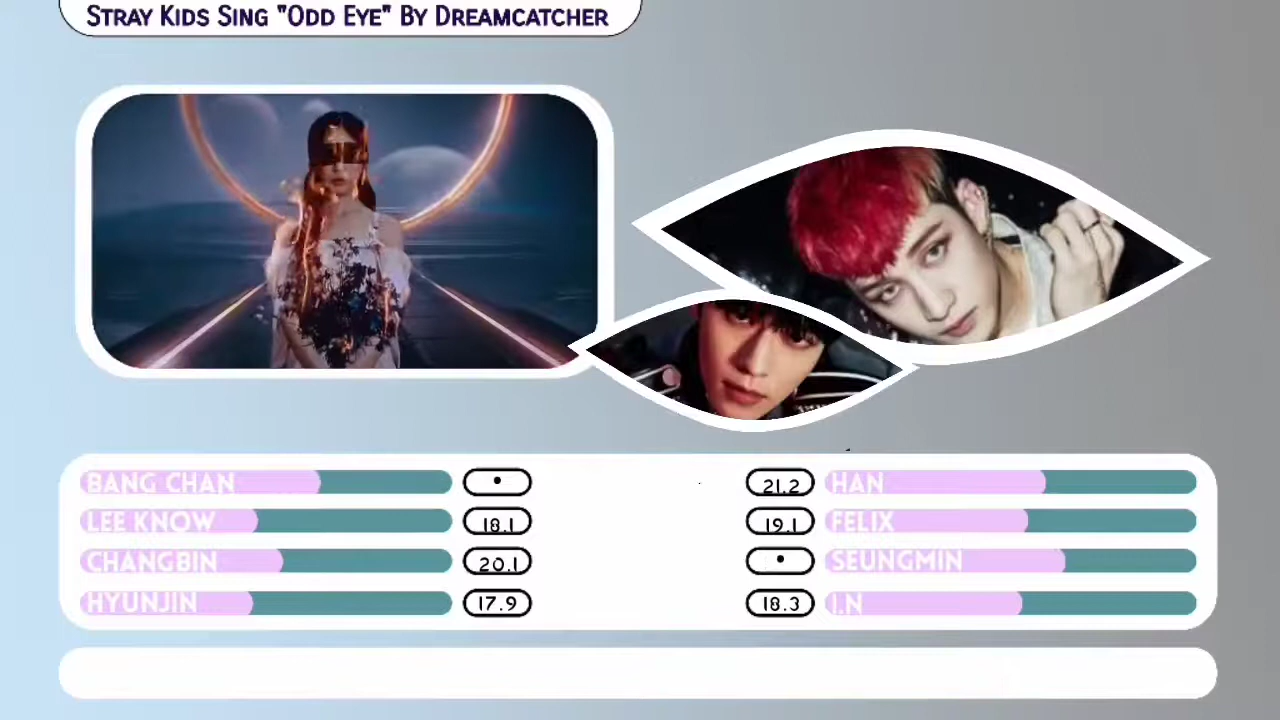 Stray Kids Sing "Odd Eye" By Dreamcatcher
BANG CHAN •
LEE KNOW 18.1
CHANGBIN 20.1
HYUNJIN 17.9
21.2 HAN
19.1 FELIX
• SEUNGMIN
18.3 I.N